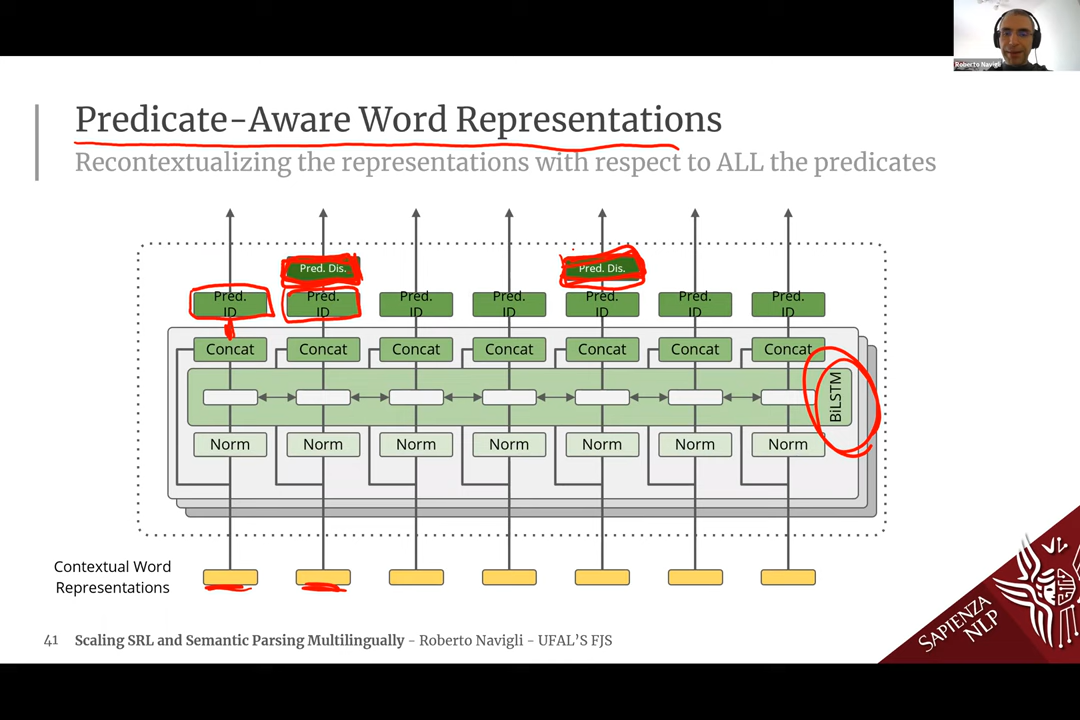 Roberto Navigli
Predicate-Aware Word Representations
Recontextualizing the representations with respect to ALL the predicates
Pred. Dis. Pred. Dis.
Pred. ID Pred. ID Pred. ID Pred. ID Pred. ID Pred. ID Pred. ID
Concat Concat Concat Concat Concat Concat Concat
BiLSTM
Norm Norm Norm Norm Norm Norm Norm
Contextual Word
Representations
41 Scaling SRL and Semantic Parsing Multilingually - Roberto Navigli - UFAL'S FJS
SAPIENZA
NLP